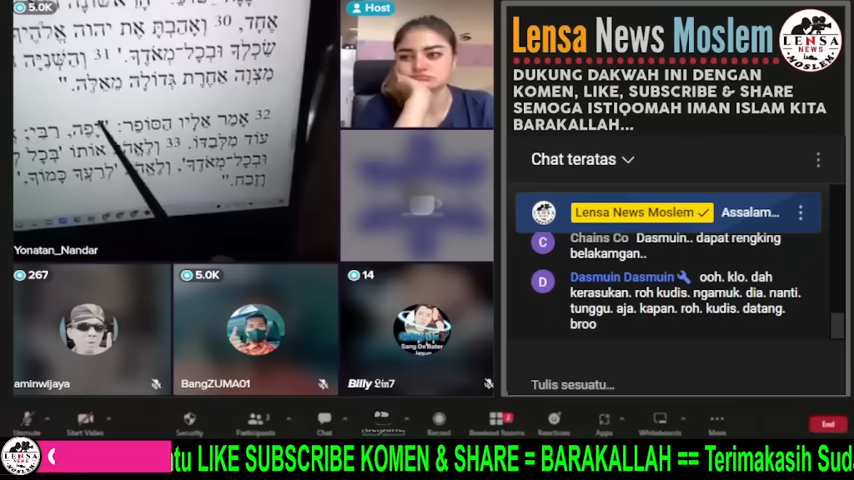 5.0K
אֶחָד, 30 וְאָהַבְתָּ אֶת יהוה אֱלֹהֶיךָ
שִׂכְלְךָ וּבְכָל־מְאֹדֶךָ. 31 וְהַשְּׁנִיָּה
מִצְוָה אַחֶרֶת גְּדוֹלָה מֵאֵלֶּה."
32 אָמַר אֵלָיו הַסּוֹפֵר: "יָפֶה, רַבִּי;
עוֹד מִלְּבַדּוֹ. 33 וְלֶאֱהֹב אוֹתוֹ 'בְּכָל
וּבְכָל־מְאֹדֶךָ', 'לְרֵעֲךָ כָּמוֹךָ',
וָזֶבַח."
Yonatan_Nandar
Host
267
aminwijaya
5.0K
BangZUMA01
14
Billy Lin7
Lensa News Moslem
LENSA
NEWS
MOSLEM
DUKUNG DAKWAH INI DENGAN
KOMEN, LIKE, SUBSCRIBE & SHARE
SEMOGA ISTIQOMAH IMAN ISLAM KITA
BARAKALLAH...
Chat teratas
Lensa News Moslem Assalam...
C Chains Co Dasmuin.. dapat rengking
belakamgan..
D Dasmuin Dasmuin ooh. klo. dah
kerasukan. roh kudis. ngamuk. dia. nanti.
tunggu. aja. kapan. roh. kudis. datang.
broo
Tulis sesuatu...
Unmute
Start Video
Security
Participants
3
Chat
Record
Breakout Rooms
2
Reactions
Apps
Whiteboards
More
End
tu LIKE SUBSCRIBE KOMEN & SHARE = BARAKALLAH == Terimakasih Suda